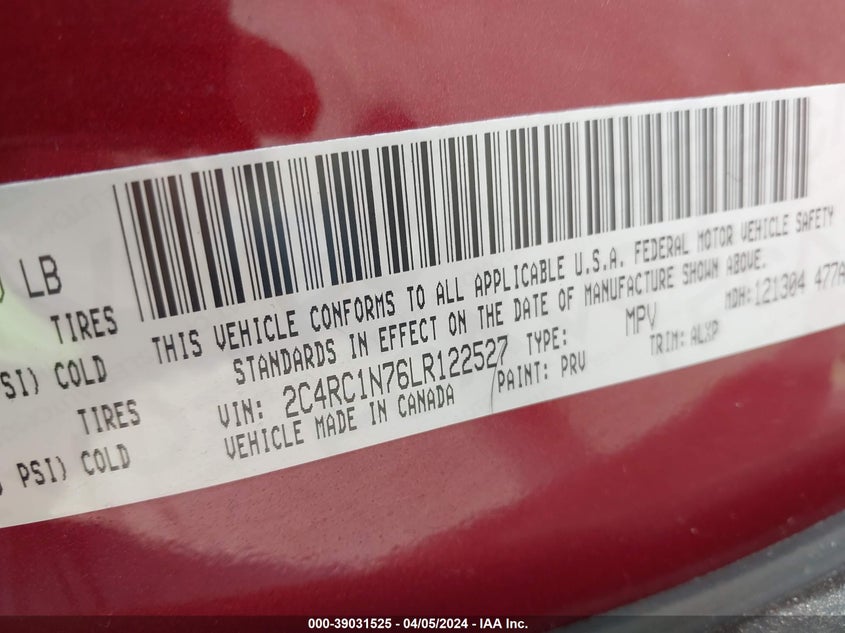 LB
TIRES
PSI) COLD
TIRES
PSI) COLD
THIS VEHICLE CONFORMS TO ALL APPLICABLE U.S.A. FEDERAL MOTOR VEHICLE SAFETY
STANDARDS IN EFFECT ON THE DATE OF MANUFACTURE SHOWN ABOVE.
VIN: 2C4RC1N76LR122527 TYPE: MPV MDH: 121304 477A
VEHICLE MADE IN CANADA PAINT: PRV TRIM: ALXP
000-39031525 - 04/05/2024 - IAA Inc.